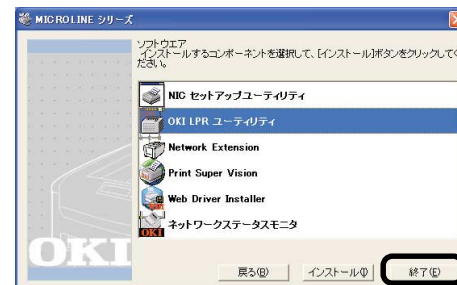 MICROLINE シリーズ
ソフトウエア
インストールするコンポーネントを選択して、[インストール]ボタンをクリックしてく
ださい。
NIC セットアップユーティリティ
OKI LPR ユーティリティ
Network Extension
Print Super Vision
Web Driver Installer
ネットワークステータスモニタ
OKI
戻る(B) インストール(I) 終了(E)